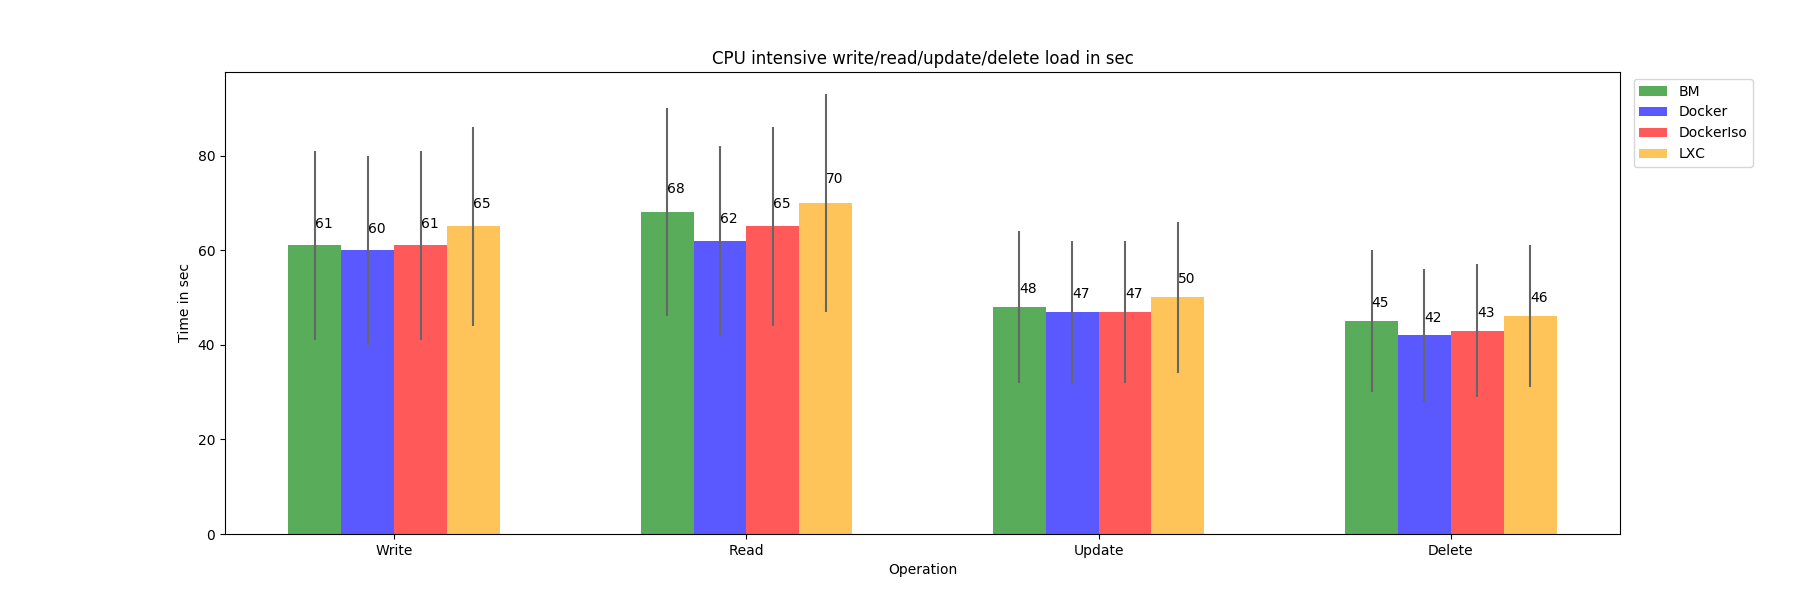 CPU intensive write/read/update/delete load in sec
BM
Docker
DockerIso
LXC
Time in sec
80
60
40
20
0
61
60
61
65
68
62
65
70
48
47
47
50
45
42
43
46
Write
Read
Update
Delete
Operation